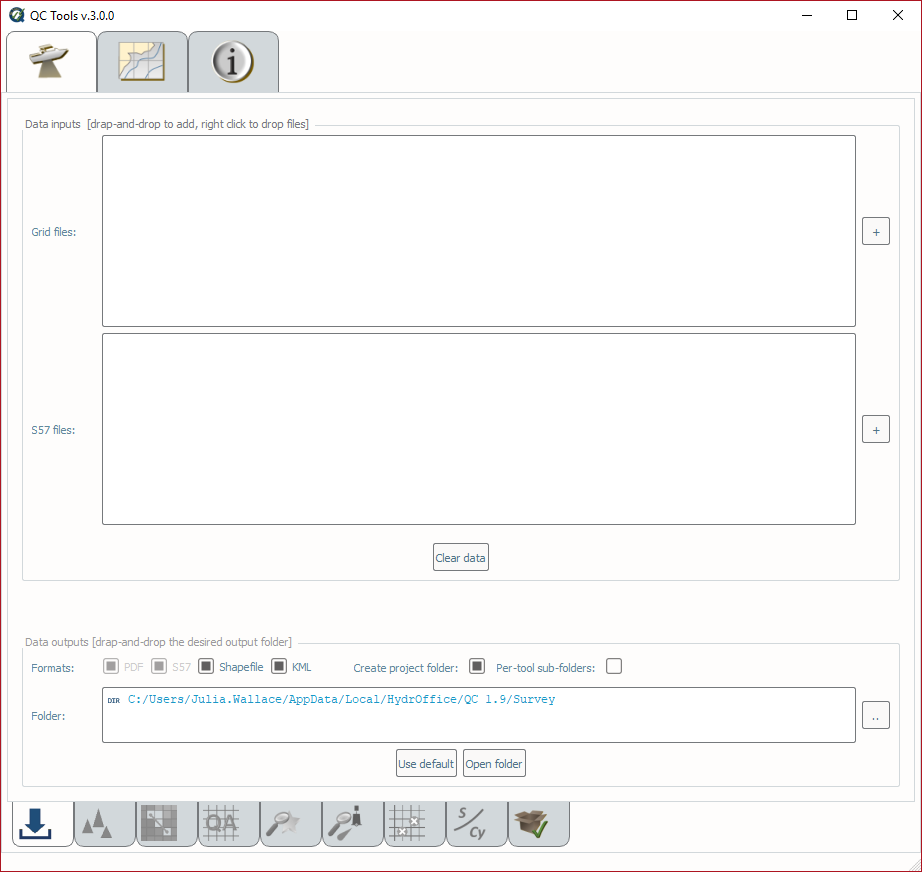 QC Tools v.3.0.0
Data inputs [drap-and-drop to add, right click to drop files]
Grid files:
+
S57 files:
+
Clear data
Data outputs [drap-and-drop the desired output folder]
Formats: PDF S57 Shapefile KML Create project folder: Per-tool sub-folders:
Folder: DIR C:/Users/Julia.Wallace/AppData/Local/HydrOffice/QC 1.9/Survey ..
Use default Open folder
QA S/Cy